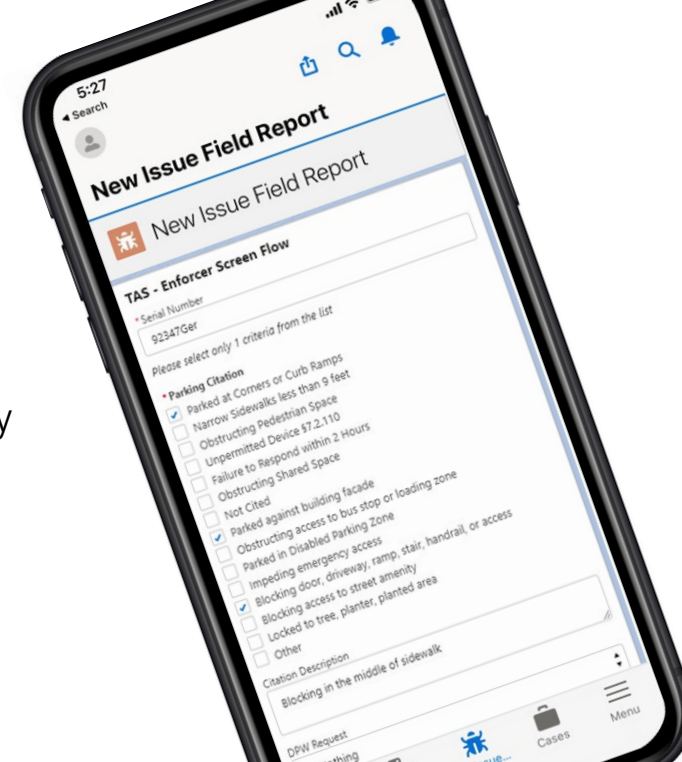 5:27
Search
New Issue Field Report
New Issue Field Report
TAS - Enforcer Screen Flow
* Serial Number
92347Ger
Please select only 1 criteria from the list
* Parking Citation
Parked at Corners or Curb Ramps
Narrow Sidewalks less than 9 feet
Obstructing Pedestrian Space
Unpermitted Device §7.2.110
Failure to Respond within 2 Hours
Obstructing Shared Space
Not Cited
Parked against building facade
Obstructing access to bus stop or loading zone
Parked in Disabled Parking Zone
Impeding emergency access
Blocking door, driveway, ramp, stair, handrail, or access
Blocking access to street amenity
Locked to tree, planter, planted area
Other
Citation Description
Blocking in the middle of sidewalk
DPW Request
Cases
Menu
y